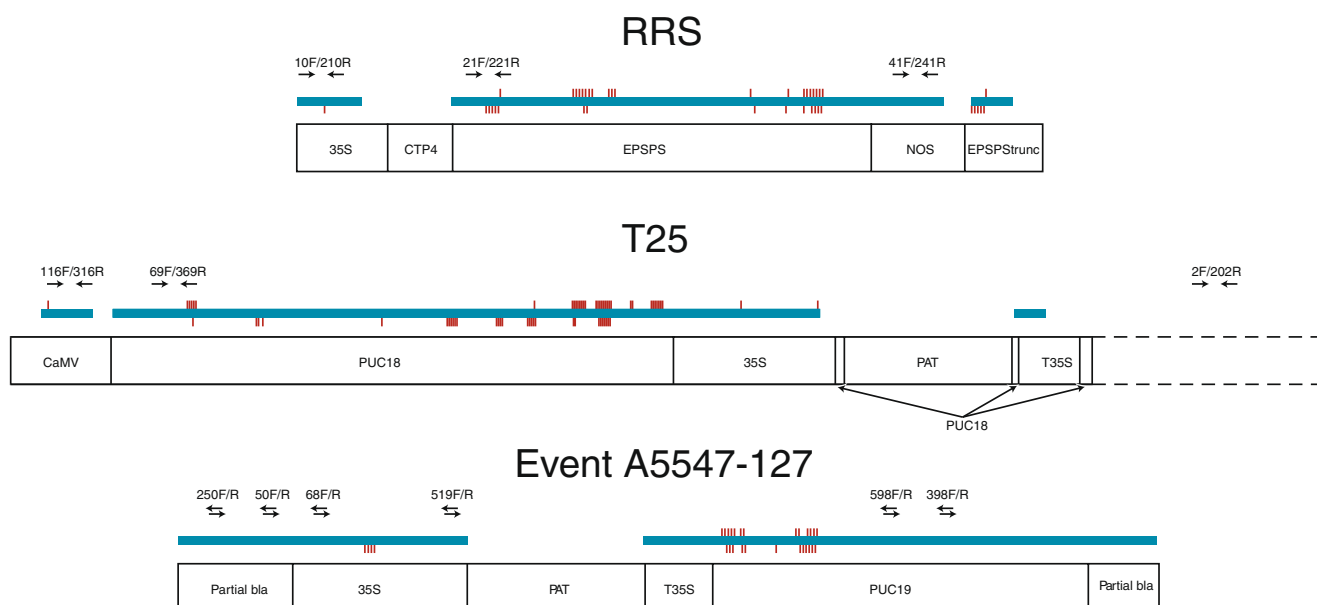 RRS
10F/210R 21F/221R 41F/241R
35S CTP4 EPSPS NOS EPSPStrunc
T25
116F/316R 69F/369R 2F/202R
CaMV PUC18 35S PAT T35S
PUC18
Event A5547-127
250F/R 50F/R 68F/R 519F/R 598F/R 398F/R
Partial bla 35S PAT T35S PUC19 Partial bla